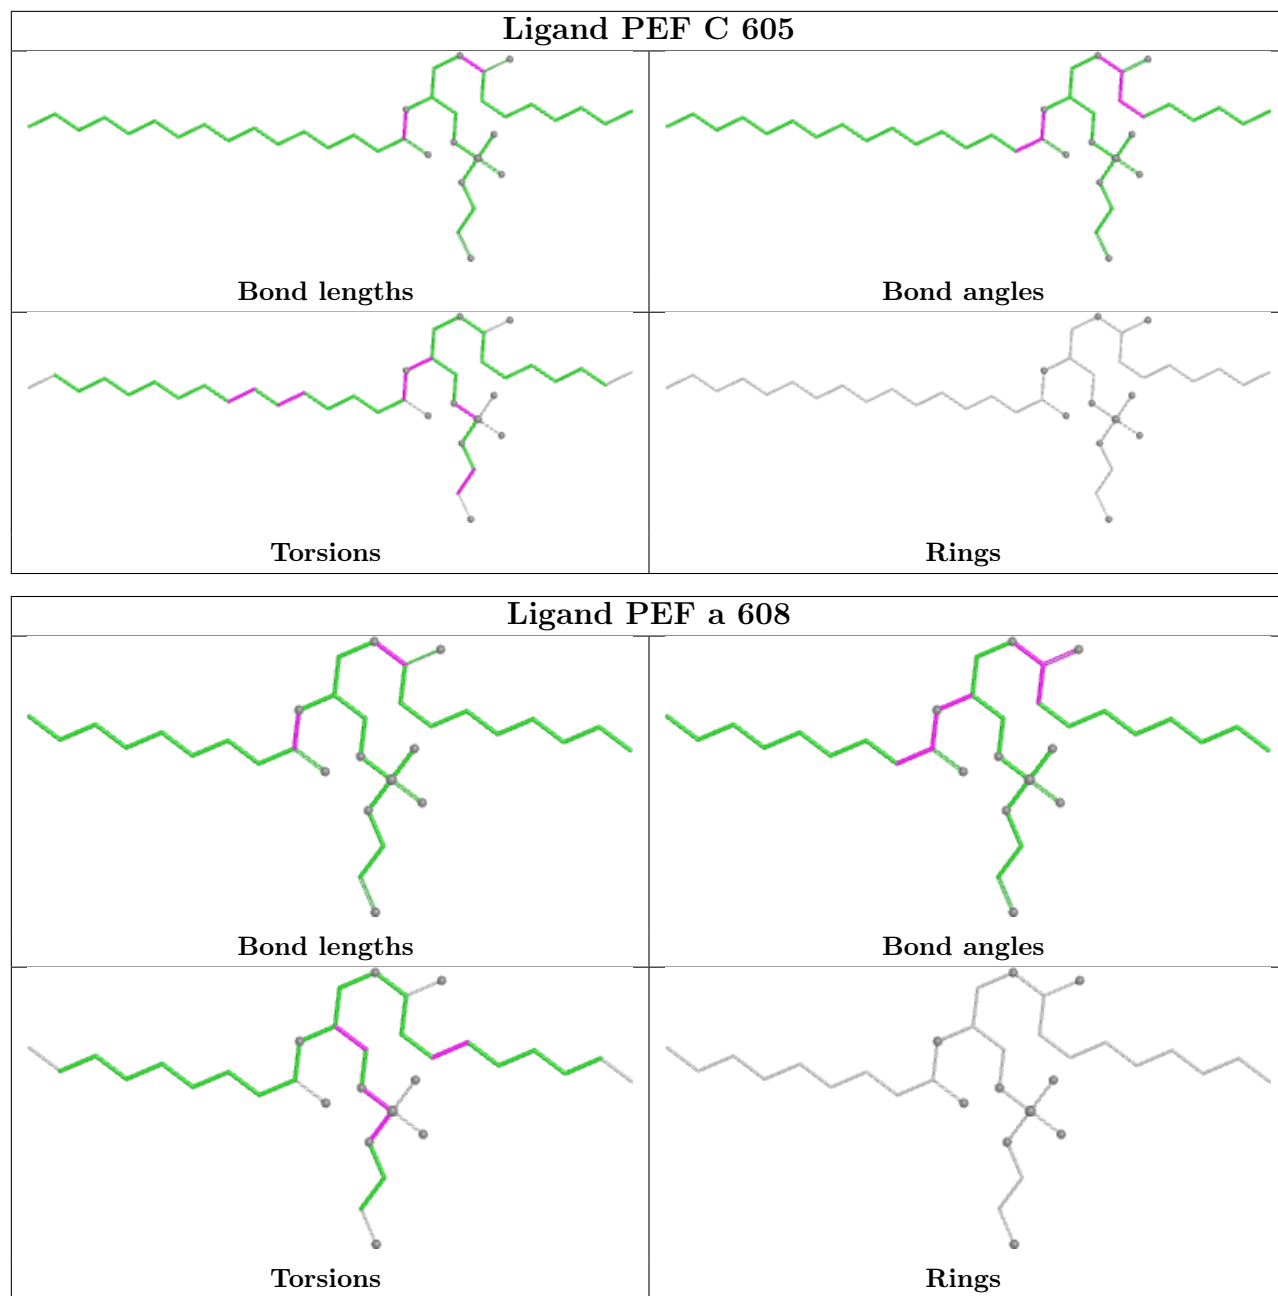 Ligand PEF C 605
Bond lengths
Bond angles
Torsions
Rings
Ligand PEF a 608
Bond lengths
Bond angles
Torsions
Rings